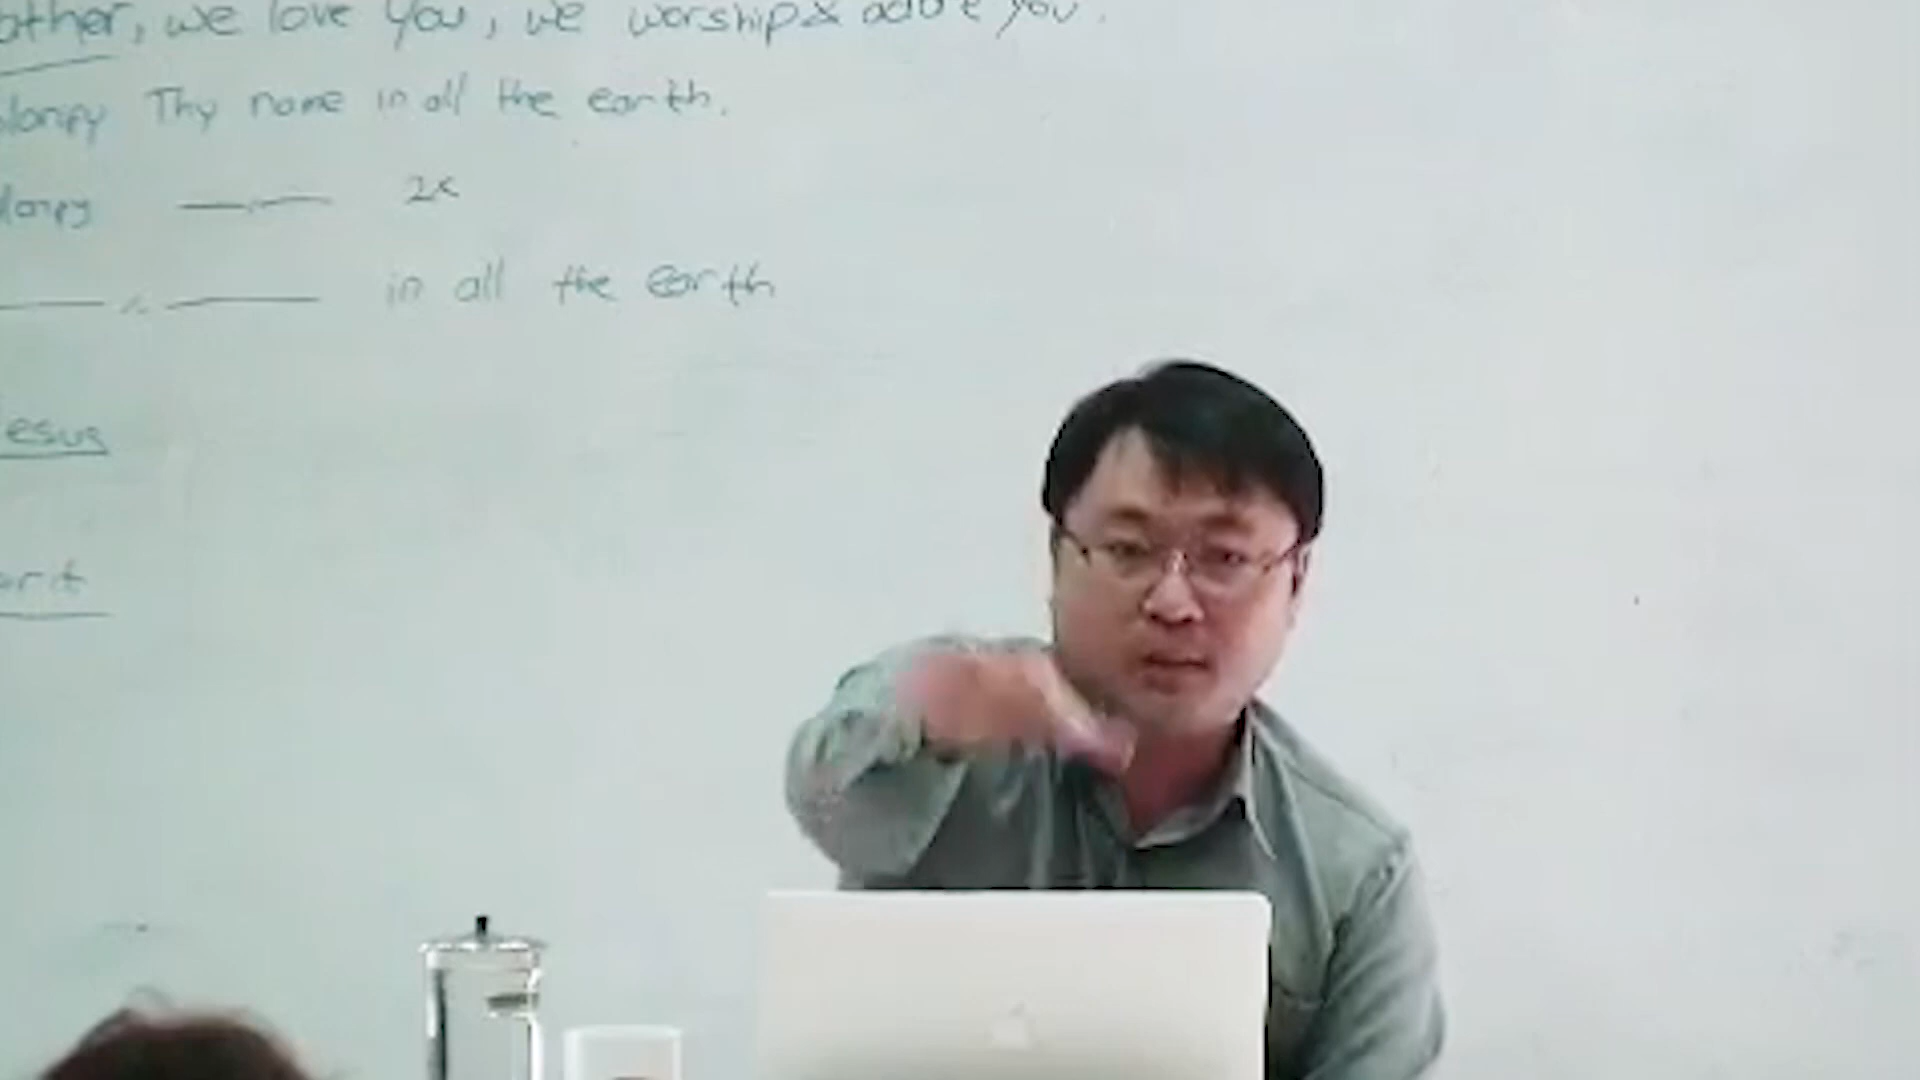 ather, we love You, we worship & adore you.
lorify Thy name in all the earth.
lorify 2x
in all the earth
esus
irit